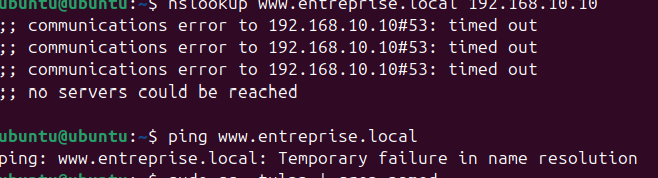 ubuntu@ubuntu:~$ nslookup www.entreprise.local 192.168.10.10
;; communications error to 192.168.10.10#53: timed out
;; communications error to 192.168.10.10#53: timed out
;; communications error to 192.168.10.10#53: timed out
;; no servers could be reached
ubuntu@ubuntu:~$ ping www.entreprise.local
ping: www.entreprise.local: Temporary failure in name resolution